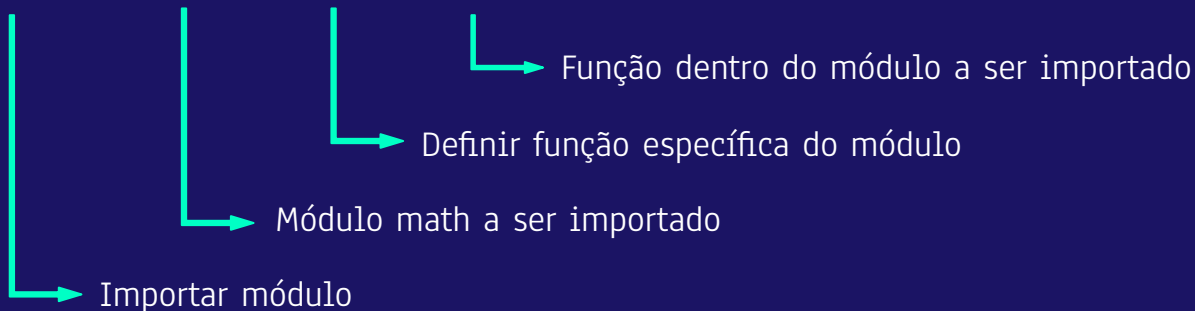 Função dentro do módulo a ser importado
Definir função específica do módulo
Módulo math a ser importado
Importar módulo